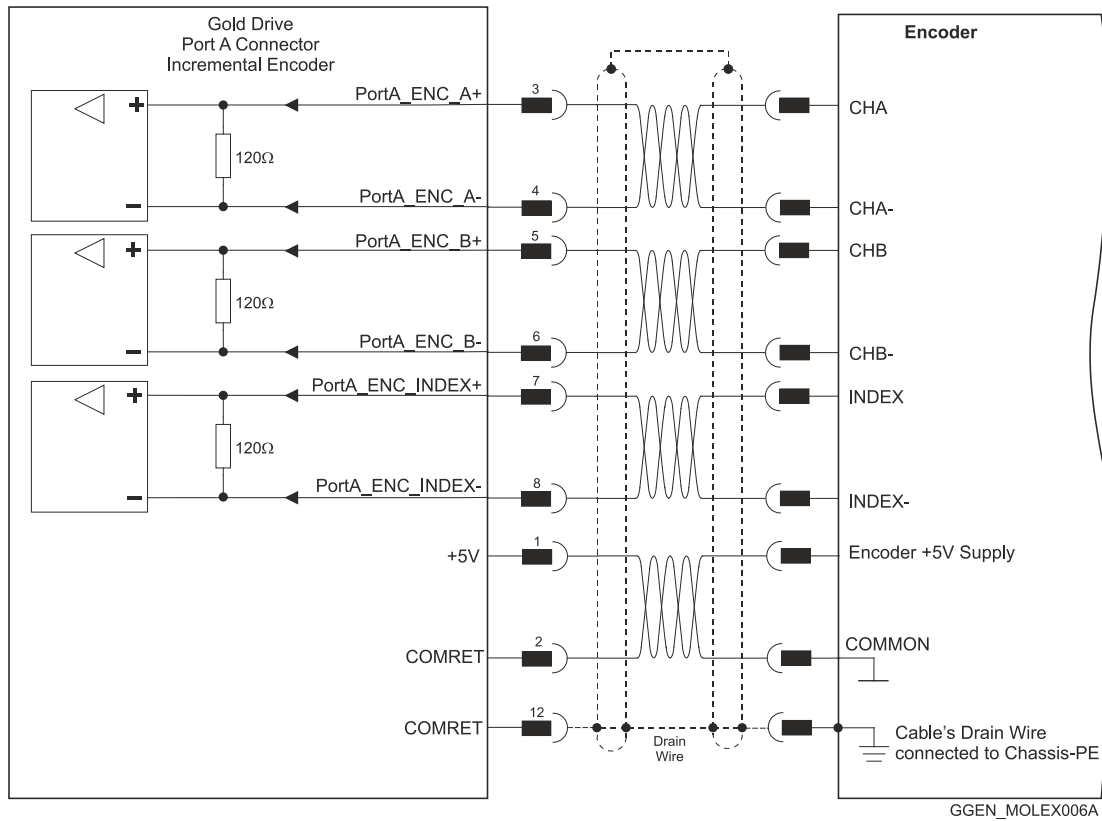 Gold Drive
Port A Connector
Incremental Encoder
Encoder
+
PortA_ENC_A+
3
CHA
120Ω
−
PortA_ENC_A-
4
CHA-
+
PortA_ENC_B+
5
CHB
120Ω
−
PortA_ENC_B-
6
CHB-
+
PortA_ENC_INDEX+
7
INDEX
120Ω
−
PortA_ENC_INDEX-
8
INDEX-
+5V
1
Encoder +5V Supply
COMRET
2
COMMON
COMRET
12
Drain
Wire
Cable's Drain Wire
connected to Chassis-PE
GGEN_MOLEX006A